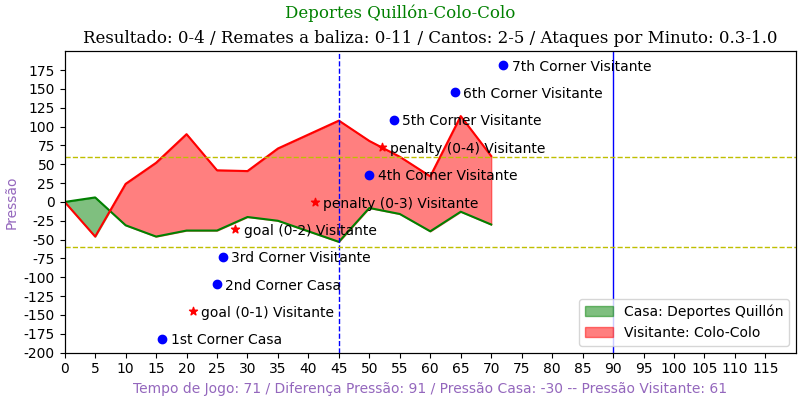 Deportes Quillón-Colo-Colo
Resultado: 0-4 / Remates a baliza: 0-11 / Cantos: 2-5 / Ataques por Minuto: 0.3-1.0
175
150
125
100
75
50
25
0
-25
-50
-75
-100
-125
-150
-175
-200
Pressão
7th Corner Visitante
6th Corner Visitante
5th Corner Visitante
penalty (0-4) Visitante
4th Corner Visitante
penalty (0-3) Visitante
goal (0-2) Visitante
3rd Corner Visitante
2nd Corner Casa
goal (0-1) Visitante
1st Corner Casa
Casa: Deportes Quillón
Visitante: Colo-Colo
0 5 10 15 20 25 30 35 40 45 50 55 60 65 70 75 80 85 90 95 100 105 110 115
Tempo de Jogo: 71 / Diferença Pressão: 91 / Pressão Casa: -30 -- Pressão Visitante: 61